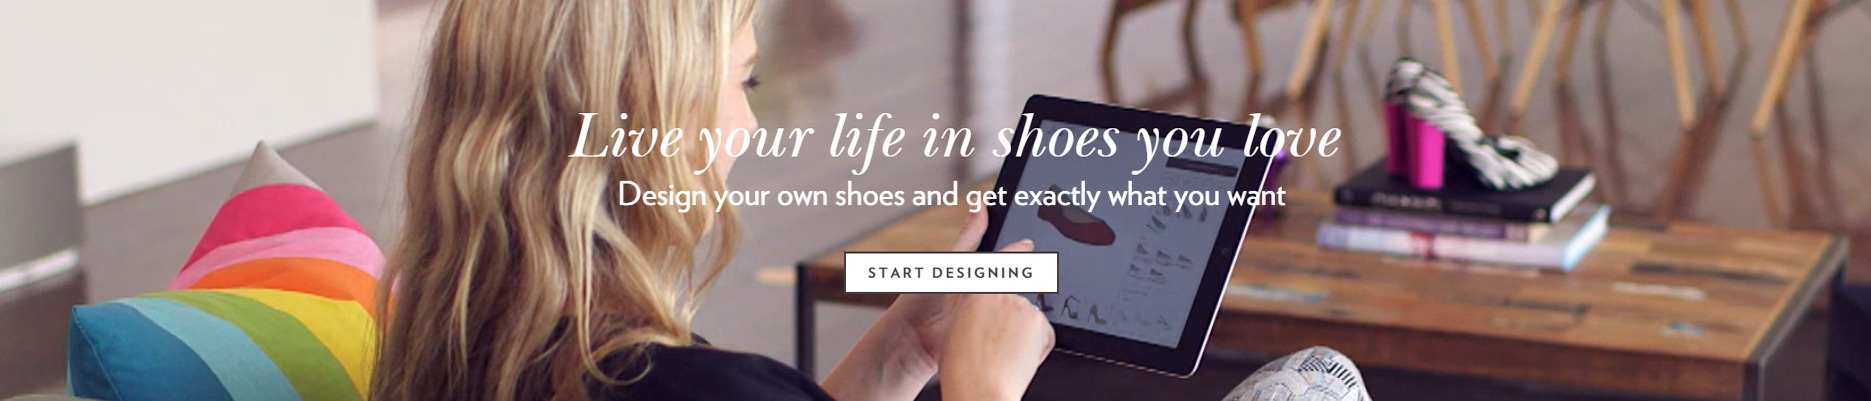 Live your life in shoes you love
Design your own shoes and get exactly what you want
START DESIGNING